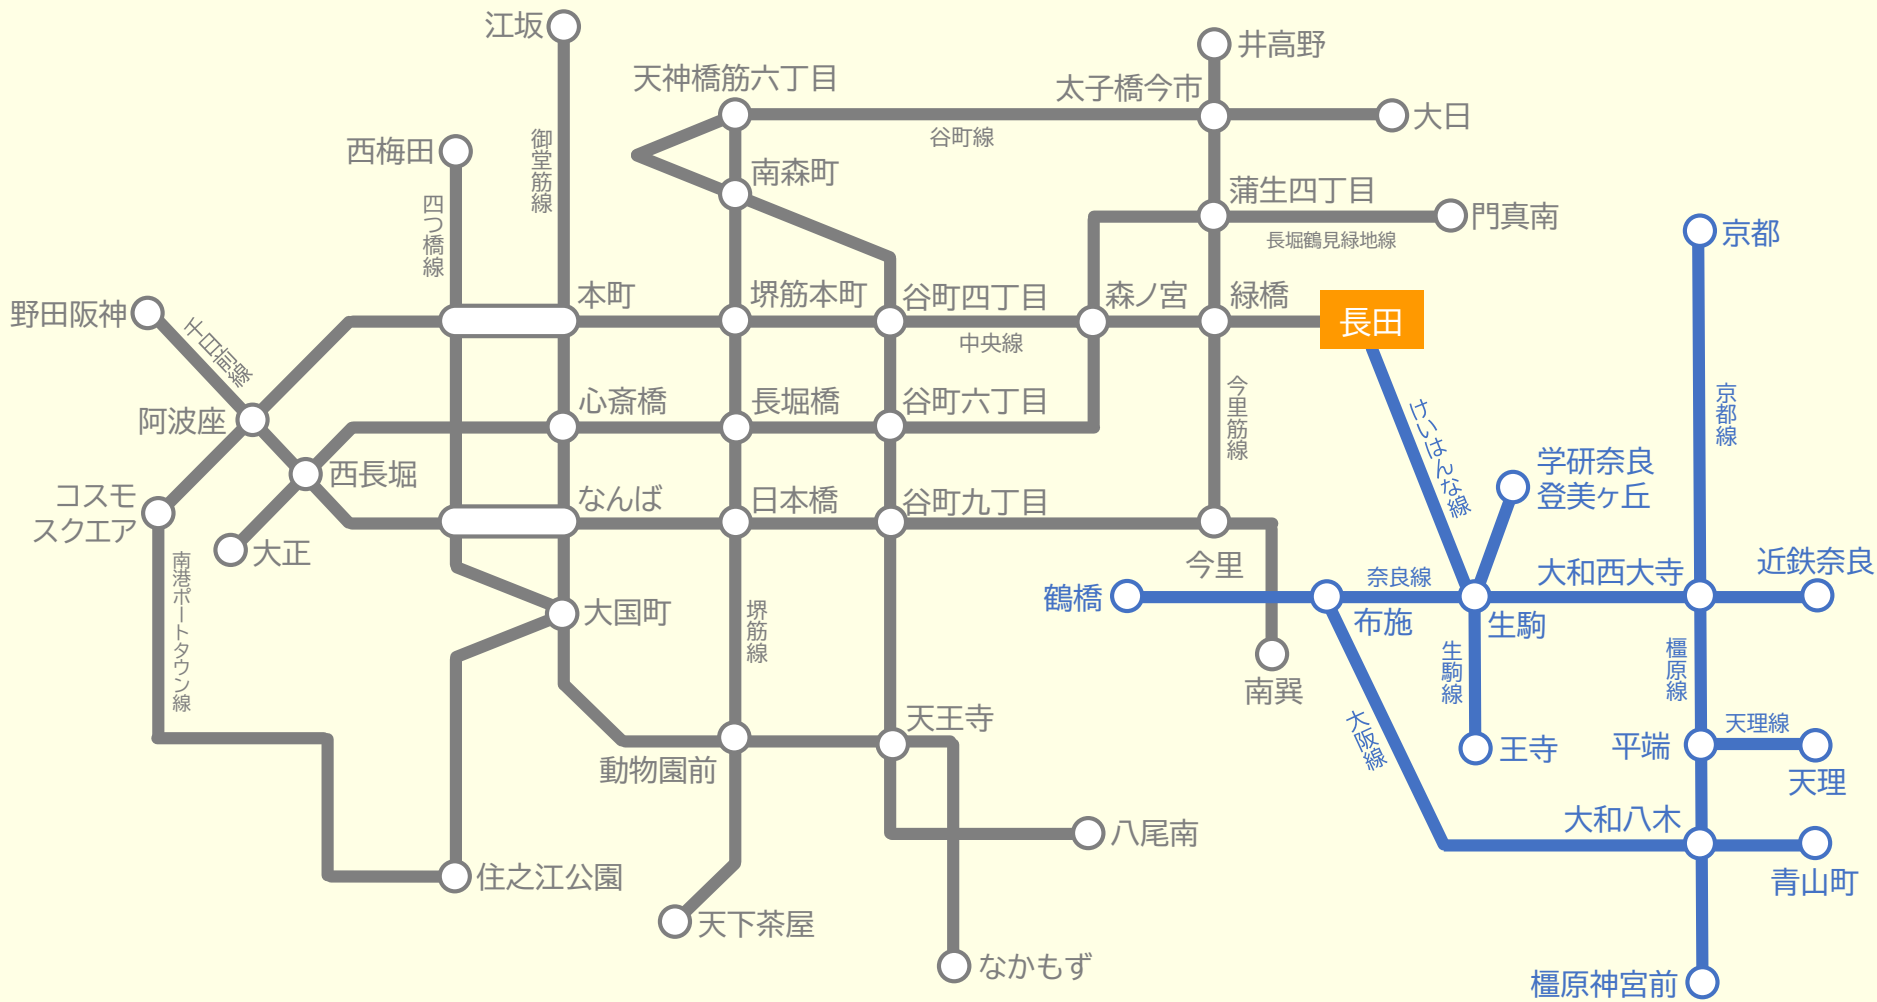 江坂
井高野
天神橋筋六丁目
太子橋今市
大日
谷町線
御堂筋線
西梅田
南森町
四つ橋線
蒲生四丁目
門真南
長堀鶴見緑地線
京都
野田阪神
千日前線
本町
堺筋本町
谷町四丁目
森ノ宮
緑橋
長田
中央線
阿波座
心斎橋
長堀橋
谷町六丁目
今里筋線
けいはんな線
京都線
西長堀
学研奈良
登美ヶ丘
コスモ
スクエア
なんば
日本橋
谷町九丁目
大正
今里
南港ポートタウン線
奈良線
大和西大寺
近鉄奈良
鶴橋
大国町
堺筋線
布施
生駒
生駒線
橿原線
南巽
天王寺
大阪線
天理線
平端
王寺
動物園前
天理
大和八木
八尾南
住之江公園
青山町
天下茶屋
なかもず
橿原神宮前